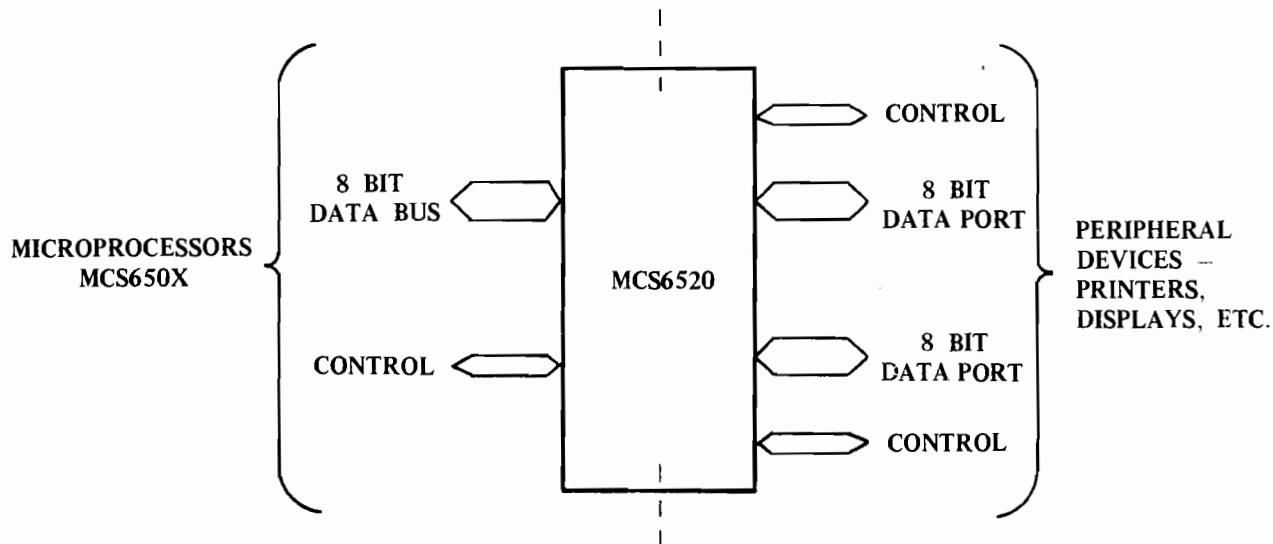 8 BIT
DATA BUS
MICROPROCESSORS
MCS650X
CONTROL
MCS6520
CONTROL
8 BIT
DATA PORT
8 BIT
DATA PORT
CONTROL
PERIPHERAL
DEVICES –
PRINTERS,
DISPLAYS, ETC.